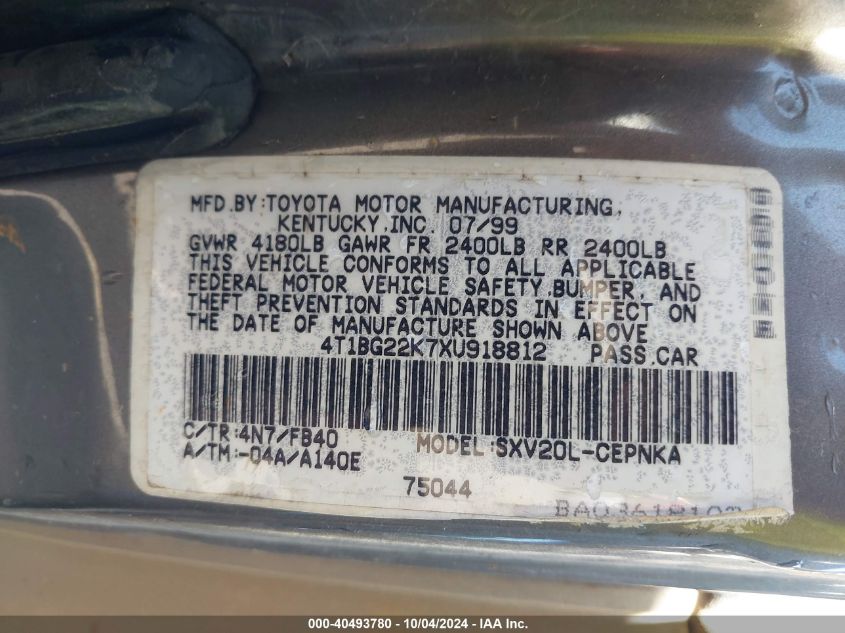 MFD.BY:TOYOTA MOTOR MANUFACTURING,
KENTUCKY,INC. 07/99
GVWR 4180LB GAWR FR 2400LB RR 2400LB
THIS VEHICLE CONFORMS TO ALL APPLICABLE
FEDERAL MOTOR VEHICLE SAFETY,BUMPER, AND
THEFT PREVENTION STANDARDS IN EFFECT ON
THE DATE OF MANUFACTURE SHOWN ABOVE
4T1BG22K7XU918812 PASS.CAR
C/TR:4N7/FB40 MODEL:SXV20L-CEPNKA
A/TM:-04A/A140E
75044
000-40493780 - 10/04/2024 - IAA Inc.